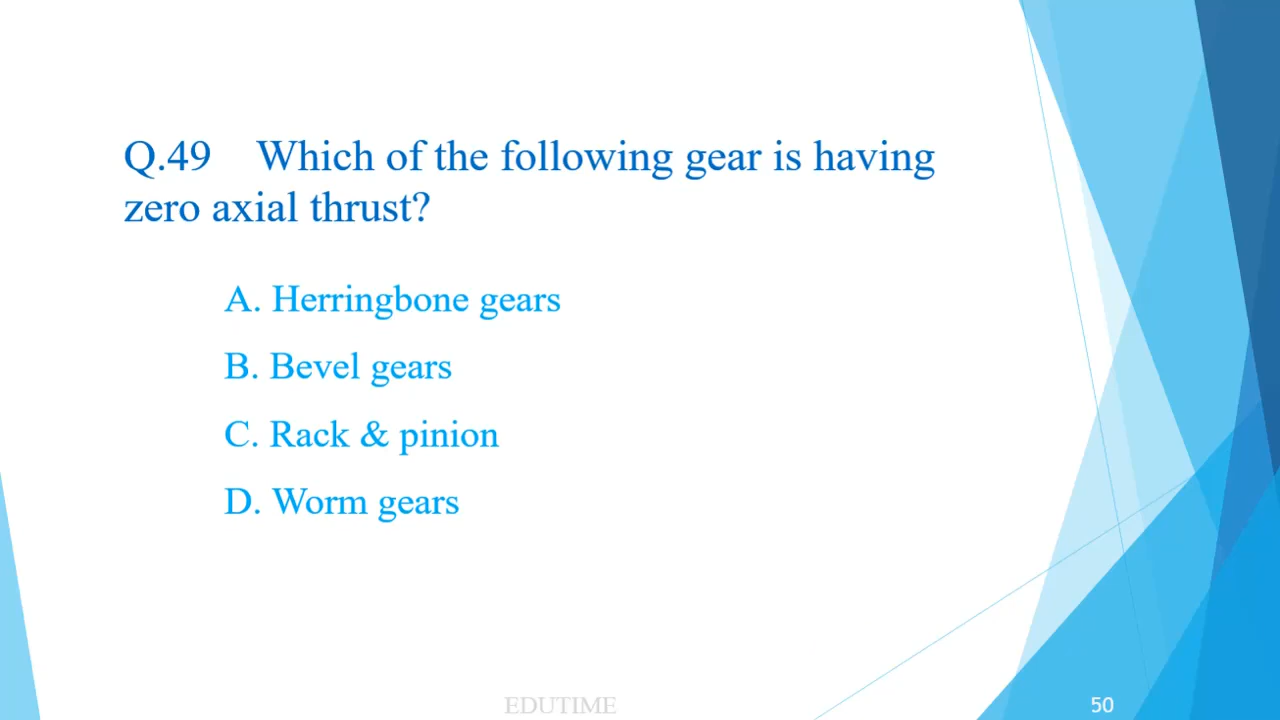 Q.49 Which of the following gear is having
zero axial thrust?
A. Herringbone gears
B. Bevel gears
C. Rack & pinion
D. Worm gears
EDUTIME
50